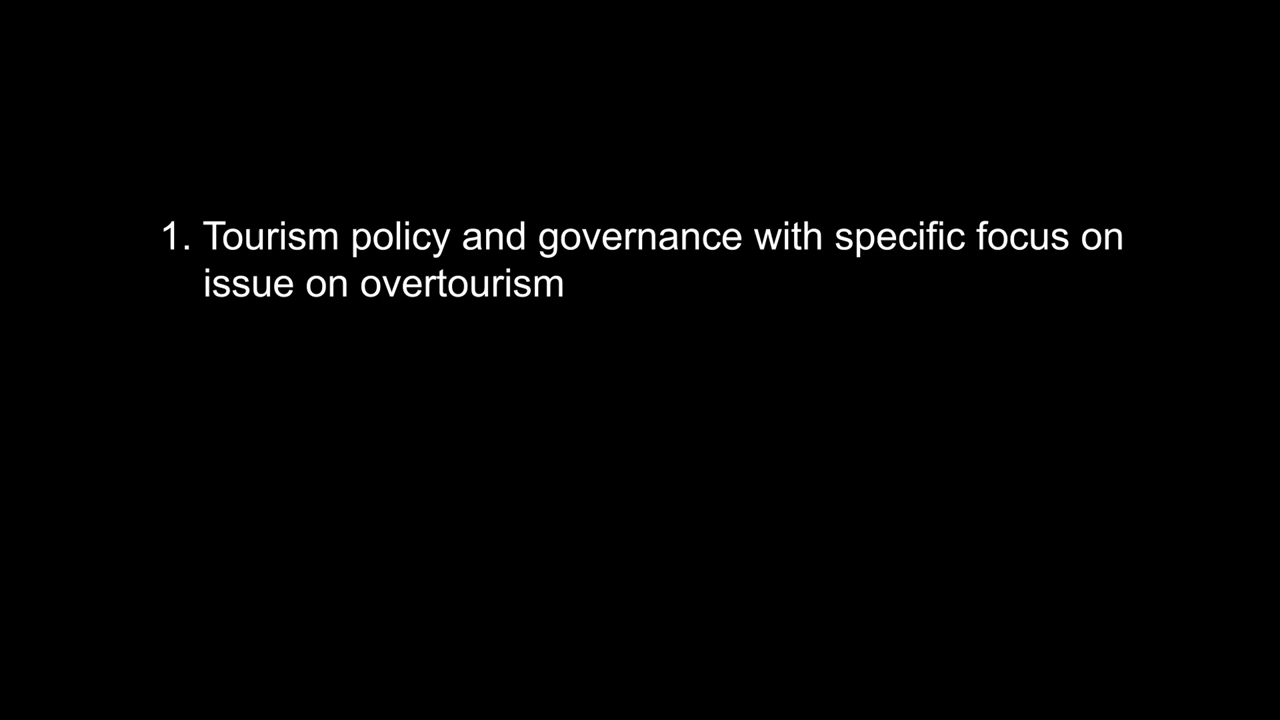 1. Tourism policy and governance with specific focus on
issue on overtourism